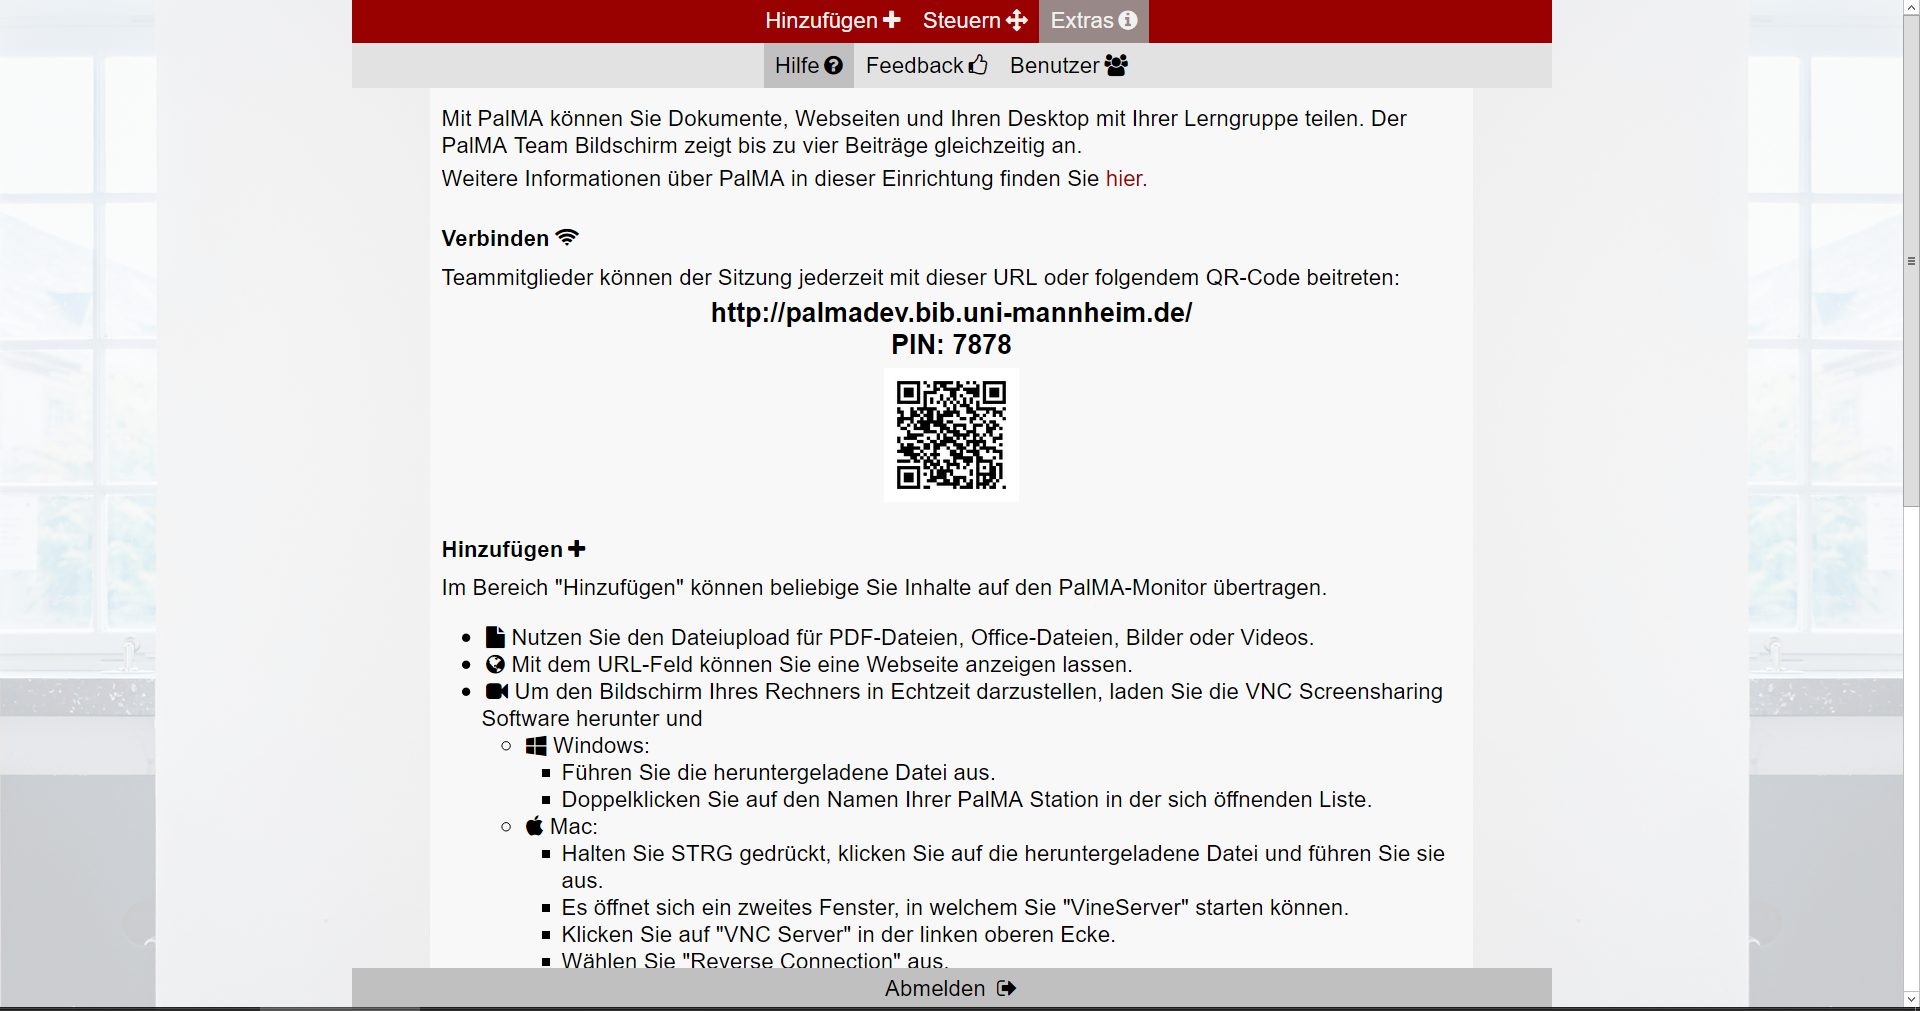 Hinzufügen Steuern Extras
Hilfe Feedback Benutzer
Mit PalMA können Sie Dokumente, Webseiten und Ihren Desktop mit Ihrer Lerngruppe teilen. Der
PalMA Team Bildschirm zeigt bis zu vier Beiträge gleichzeitig an.
Weitere Informationen über PalMA in dieser Einrichtung finden Sie hier.
Verbinden
Teammitglieder können der Sitzung jederzeit mit dieser URL oder folgendem QR-Code beitreten:
http://palmadev.bib.uni-mannheim.de/
PIN: 7878
Hinzufügen
Im Bereich "Hinzufügen" können beliebige Sie Inhalte auf den PalMA-Monitor übertragen.
Nutzen Sie den Dateiupload für PDF-Dateien, Office-Dateien, Bilder oder Videos.
Mit dem URL-Feld können Sie eine Webseite anzeigen lassen.
Um den Bildschirm Ihres Rechners in Echtzeit darzustellen, laden Sie die VNC Screensharing
Software herunter und
Windows:
Führen Sie die heruntergeladene Datei aus.
Doppelklicken Sie auf den Namen Ihrer PalMA Station in der sich öffnenden Liste.
Mac:
Halten Sie STRG gedrückt, klicken Sie auf die heruntergeladene Datei und führen Sie sie
aus.
Es öffnet sich ein zweites Fenster, in welchem Sie "VineServer" starten können.
Klicken Sie auf "VNC Server" in der linken oberen Ecke.
Wählen Sie "Reverse Connection" aus.
Abmelden